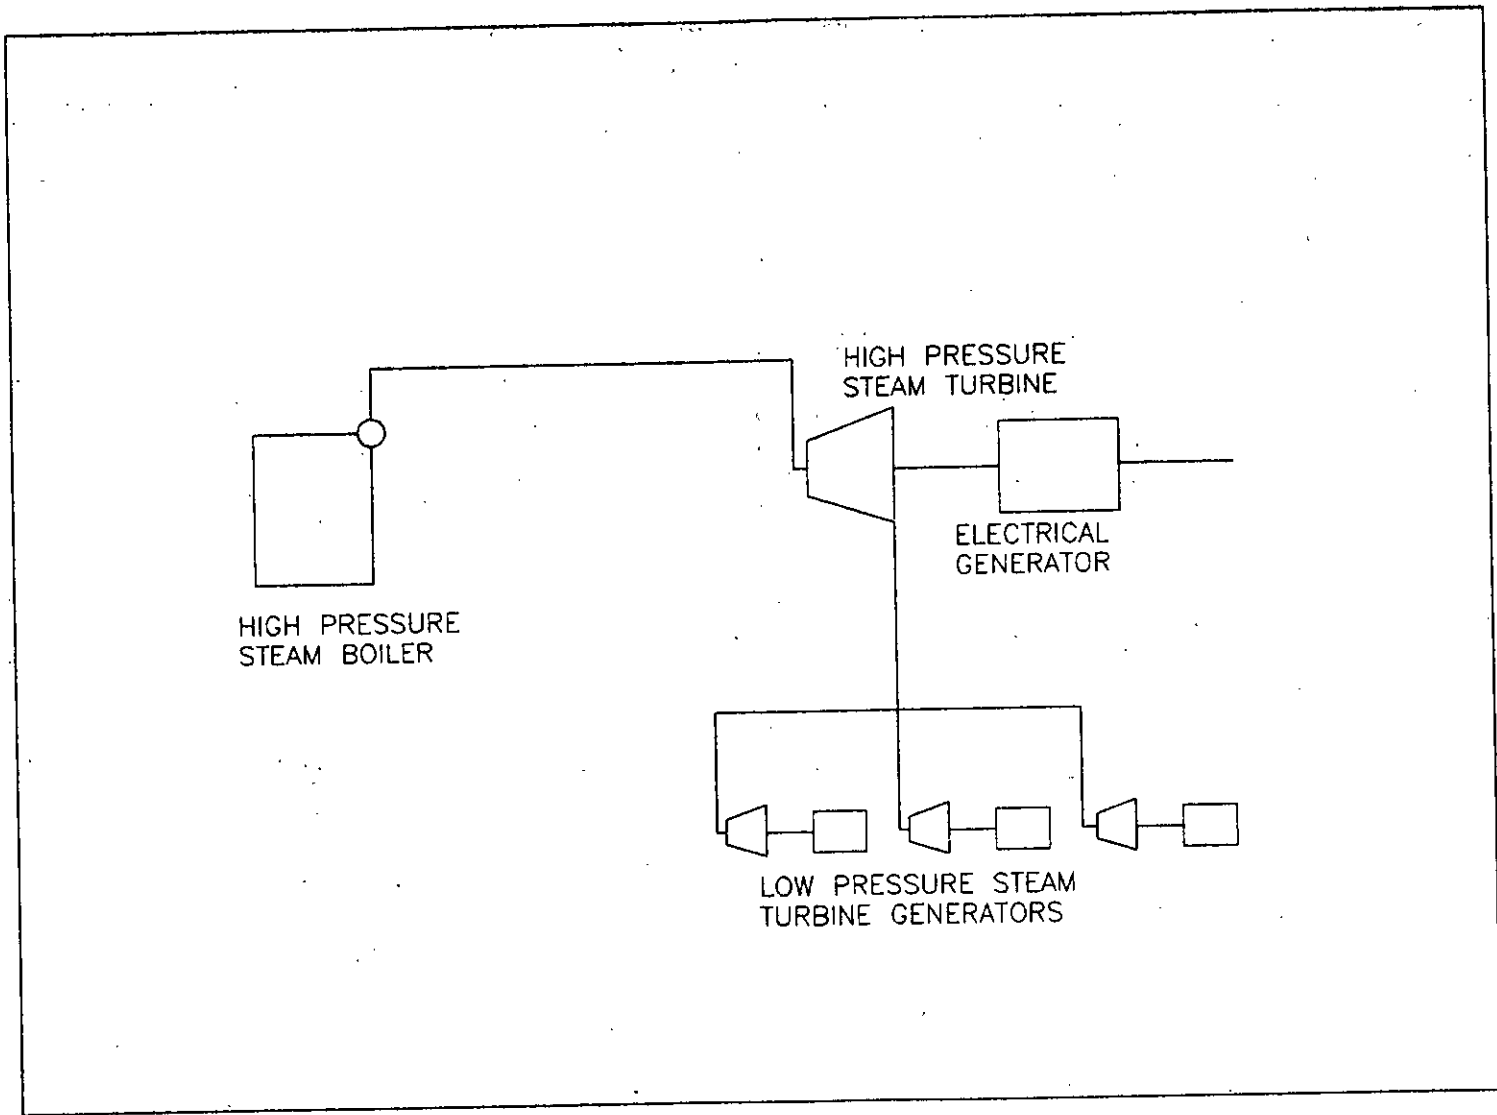 HIGH PRESSURE
STEAM TURBINE
ELECTRICAL
GENERATOR
HIGH PRESSURE
STEAM BOILER
LOW PRESSURE STEAM
TURBINE GENERATORS